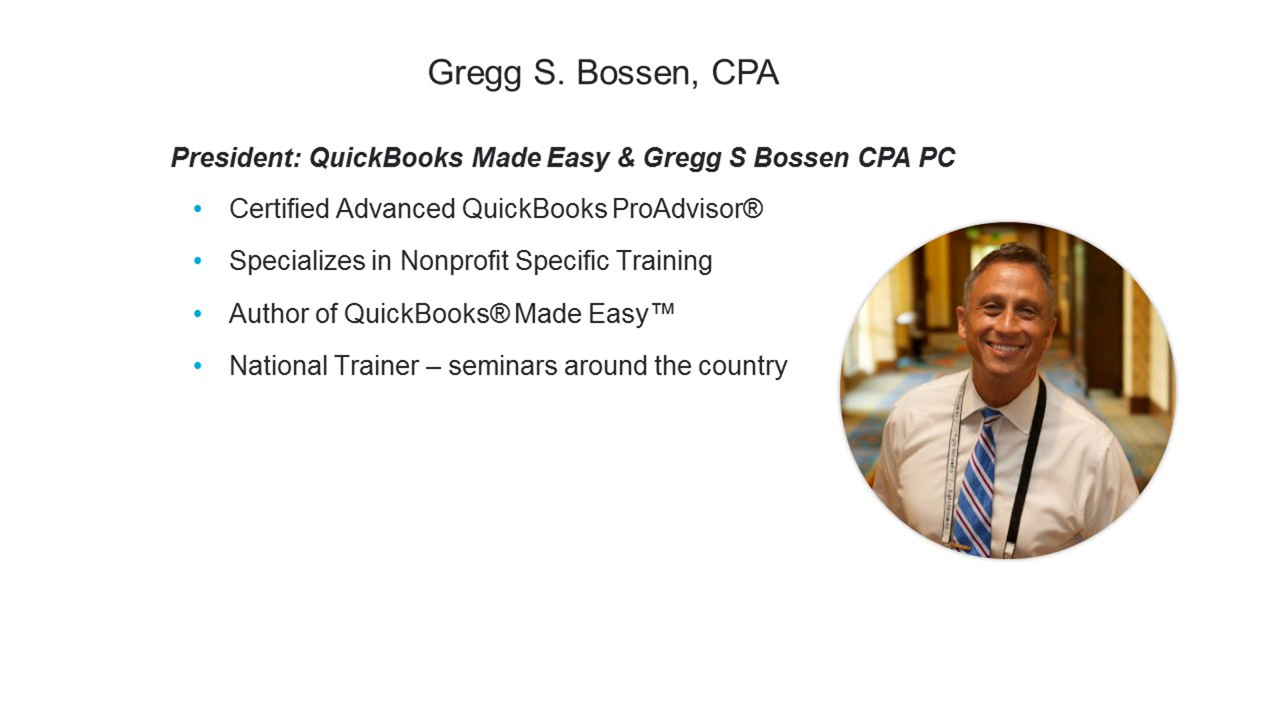 Gregg S. Bossen, CPA
President: QuickBooks Made Easy & Gregg S Bossen CPA PC
• Certified Advanced QuickBooks ProAdvisor®
• Specializes in Nonprofit Specific Training
• Author of QuickBooks® Made Easy™
• National Trainer – seminars around the country